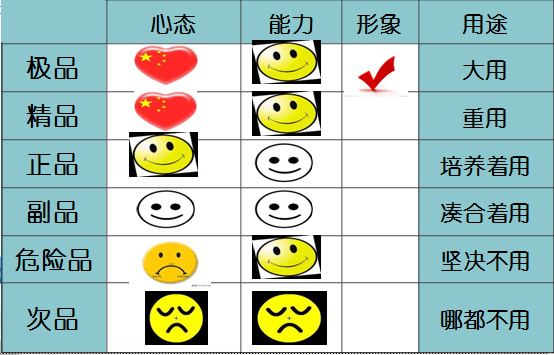 心态 能力 形象 用途
极品 大用
精品 重用
正品 培养着用
副品 凑合着用
危险品 坚决不用
次品 哪都不用